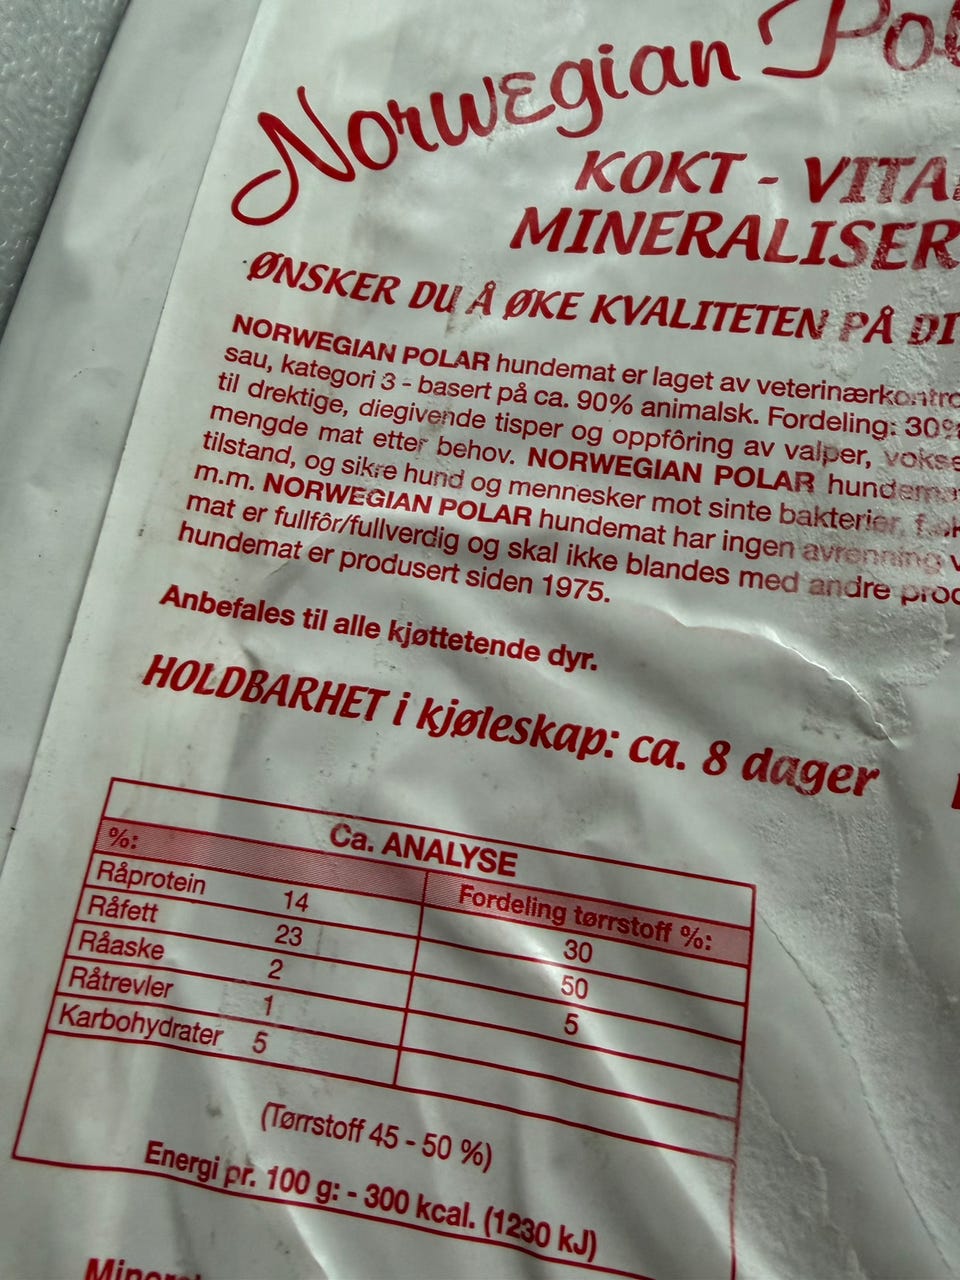 Norwegian
KOKT - VITA
MINERALISER
ØNSKER DU Å ØKE KVALITETEN PÅ DI
NORWEGIAN POLAR hundemat er laget av veterinærkontro
sau, kategori 3 - basert på ca. 90% animalsk. Fordeling: 30%
til drektige, diegivende tisper og oppfôring av valper, vokse
mengde mat etter behov. NORWEGIAN POLAR hundema
tilstand, og sikre hund og mennesker mot sinte bakterier,
m.m. NORWEGIAN POLAR hundemat har ingen avrenning v
mat er fullfôr/fullverdig og skal ikke blandes med andre prod
hundemat er produsert siden 1975.
Anbefales til alle kjøttetende dyr.
HOLDBARHET i kjøleskap: ca. 8 dager
Ca. ANALYSE
%: Fordeling tørrstoff %:
Råprotein 14 30
Råfett 23 50
Råaske 2 5
Råtrevler 1
Karbohydrater 5
(Tørrstoff 45 - 50 %)
Energi pr. 100 g: - 300 kcal. (1230 kJ)